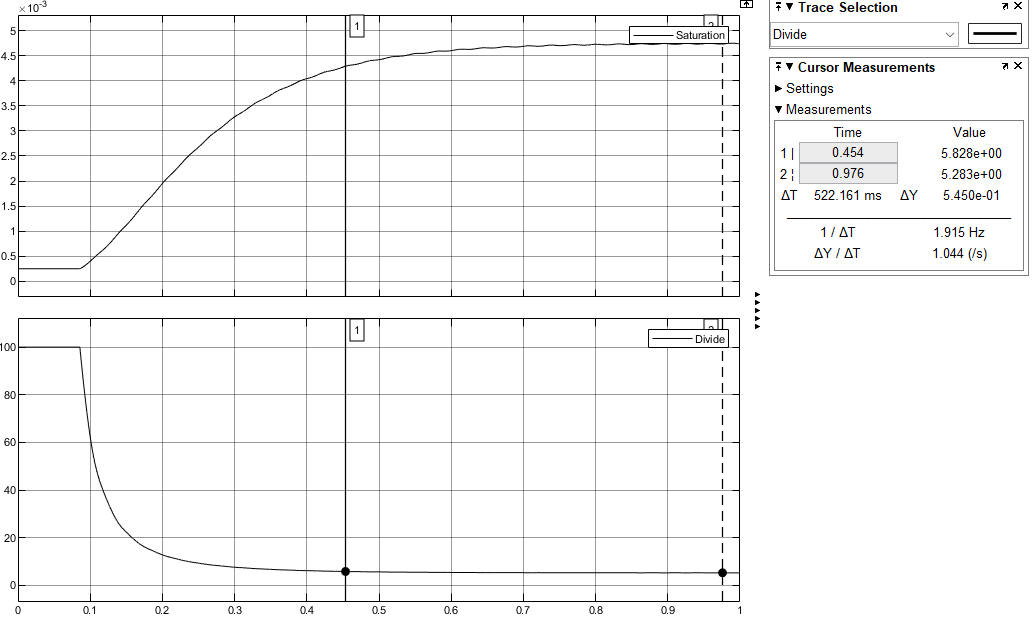 ×10⁻³
5
4.5
4
3.5
3
2.5
2
1.5
1
0.5
0
1
2
Saturation
100
80
60
40
20
0
1
2
Divide
0 0.1 0.2 0.3 0.4 0.5 0.6 0.7 0.8 0.9 1
Trace Selection
Divide
Cursor Measurements
Settings
Measurements
Time Value
1 | 0.454 5.828e+00
2 ¦ 0.976 5.283e+00
ΔT 522.161 ms ΔY 5.450e-01
1 / ΔT 1.915 Hz
ΔY / ΔT 1.044 (/s)